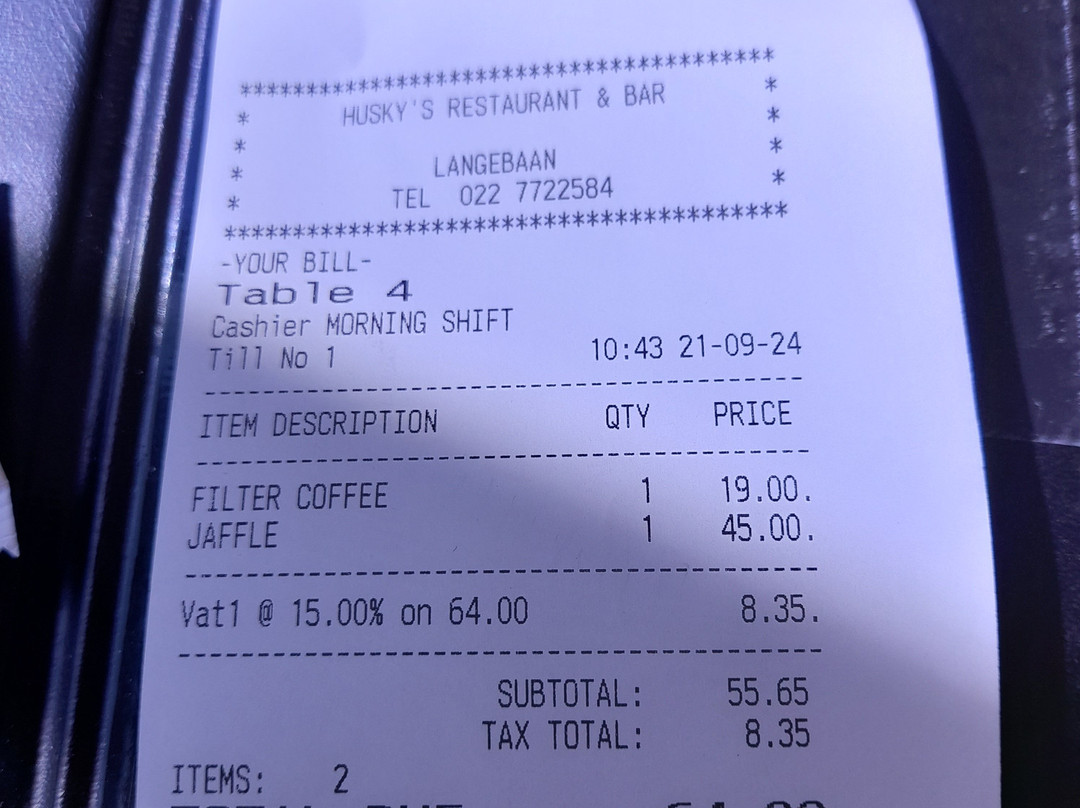 ****************************************
* HUSKY'S RESTAURANT & BAR *
* *
* LANGEBAAN *
* TEL 022 7722584 *
****************************************
-YOUR BILL-
Table 4
Cashier MORNING SHIFT
Till No 1 10:43 21-09-24
----------------------------------------
ITEM DESCRIPTION QTY PRICE
----------------------------------------
FILTER COFFEE 1 19.00.
JAFFLE 1 45.00.
----------------------------------------
Vat1 @ 15.00% on 64.00 8.35.
----------------------------------------
SUBTOTAL: 55.65
TAX TOTAL: 8.35
ITEMS: 2